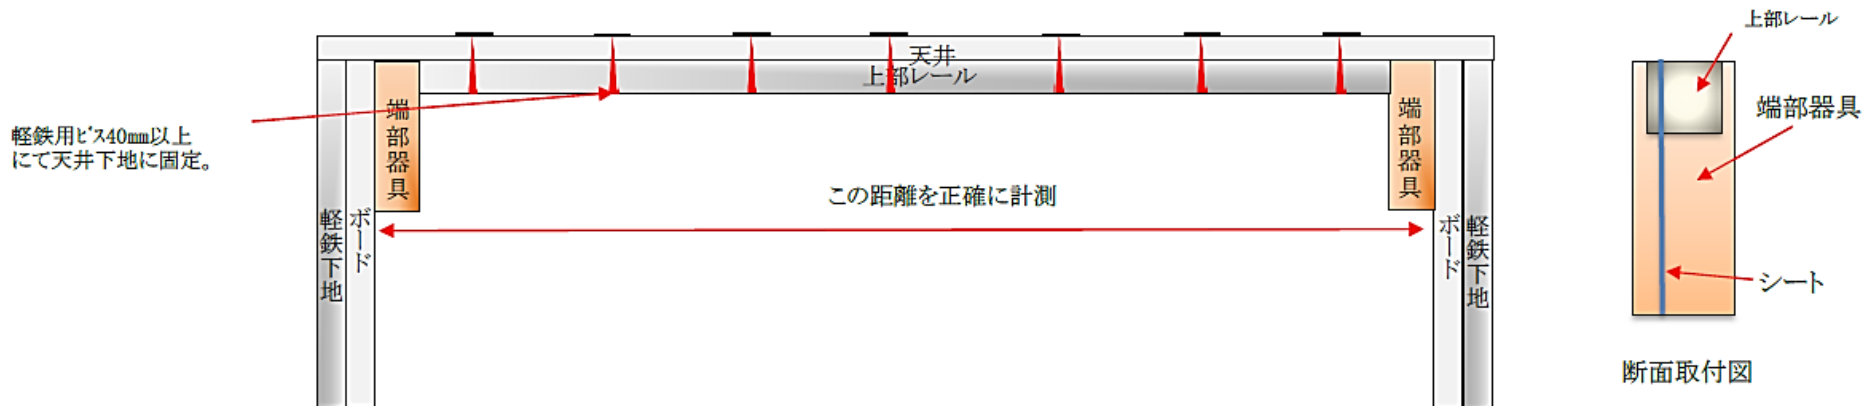 上部レール
天井
上部レール
端部器具
端部器具
端部器具
軽鉄用ﾋﾞｽ40㎜以上
にて天井下地に固定。
この距離を正確に計測
軽鉄下地
ボード
ボード
軽鉄下地
シート
断面取付図